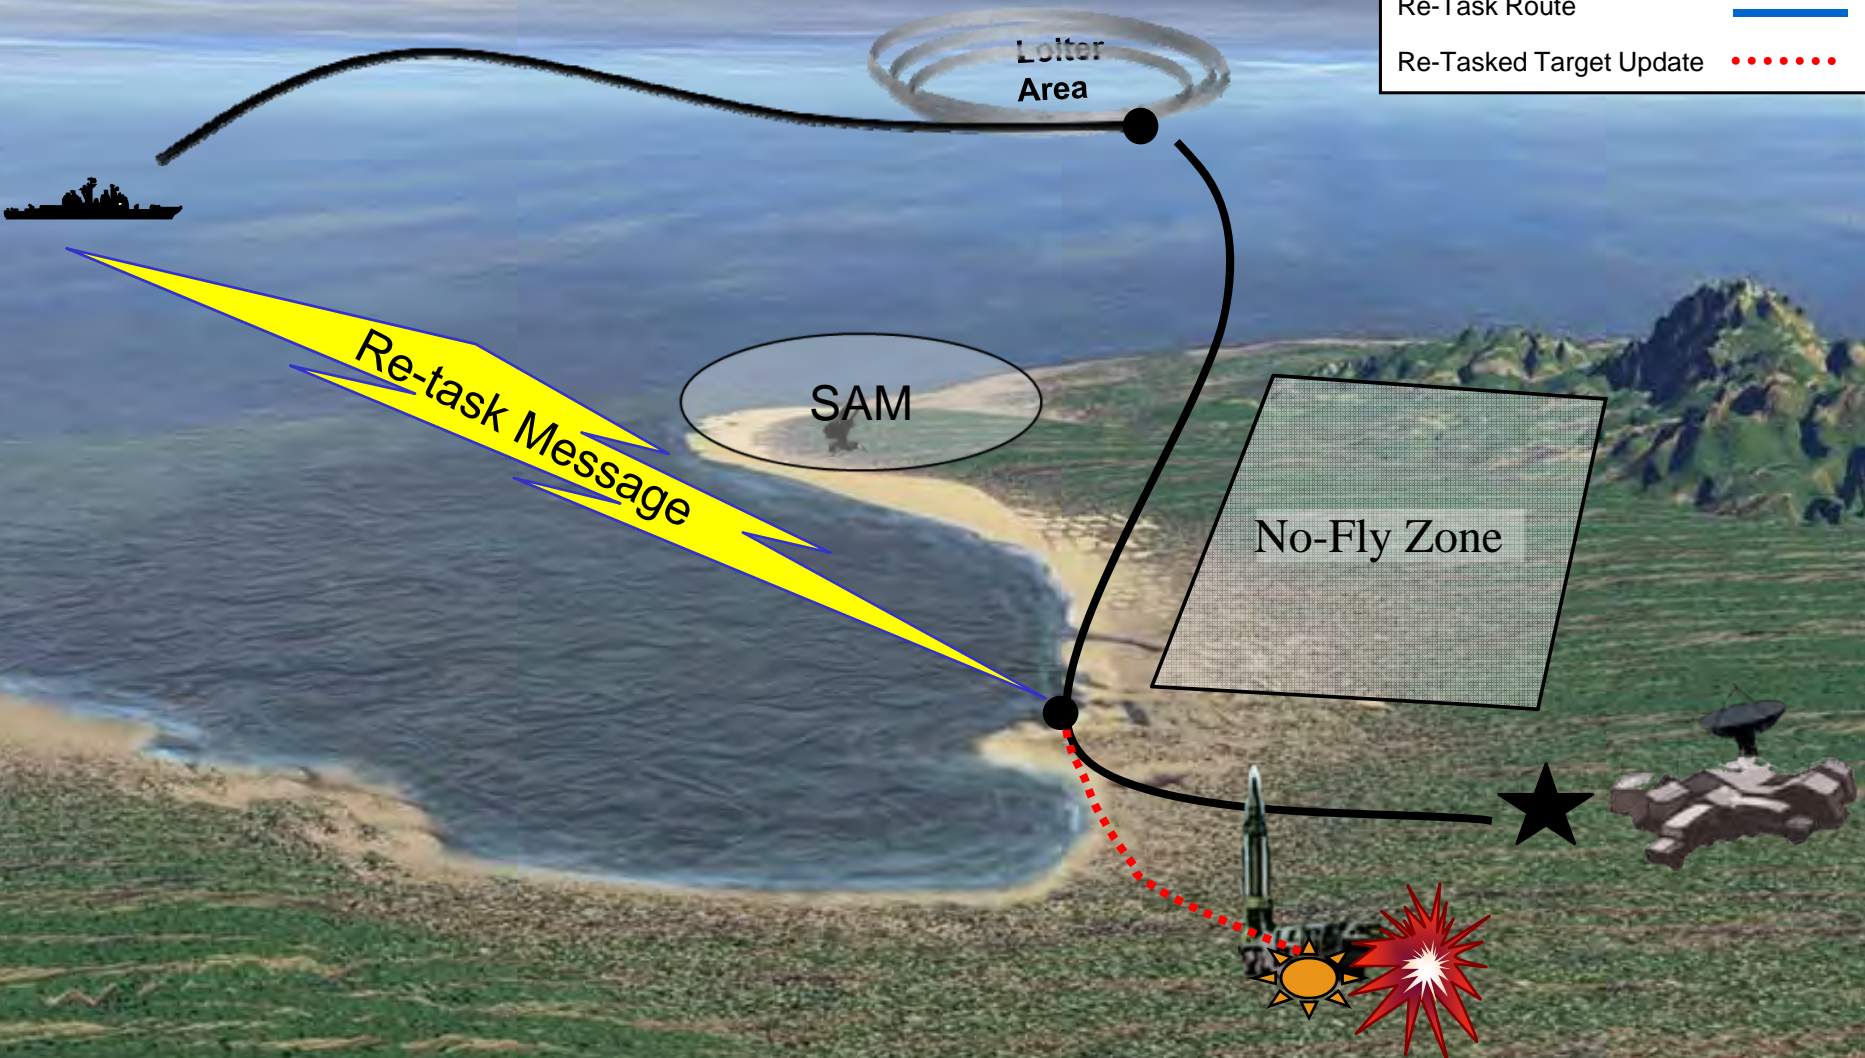 Re-Task Route
Re-Tasked Target Update
Loiter
Area
Re-task Message
SAM
No-Fly Zone